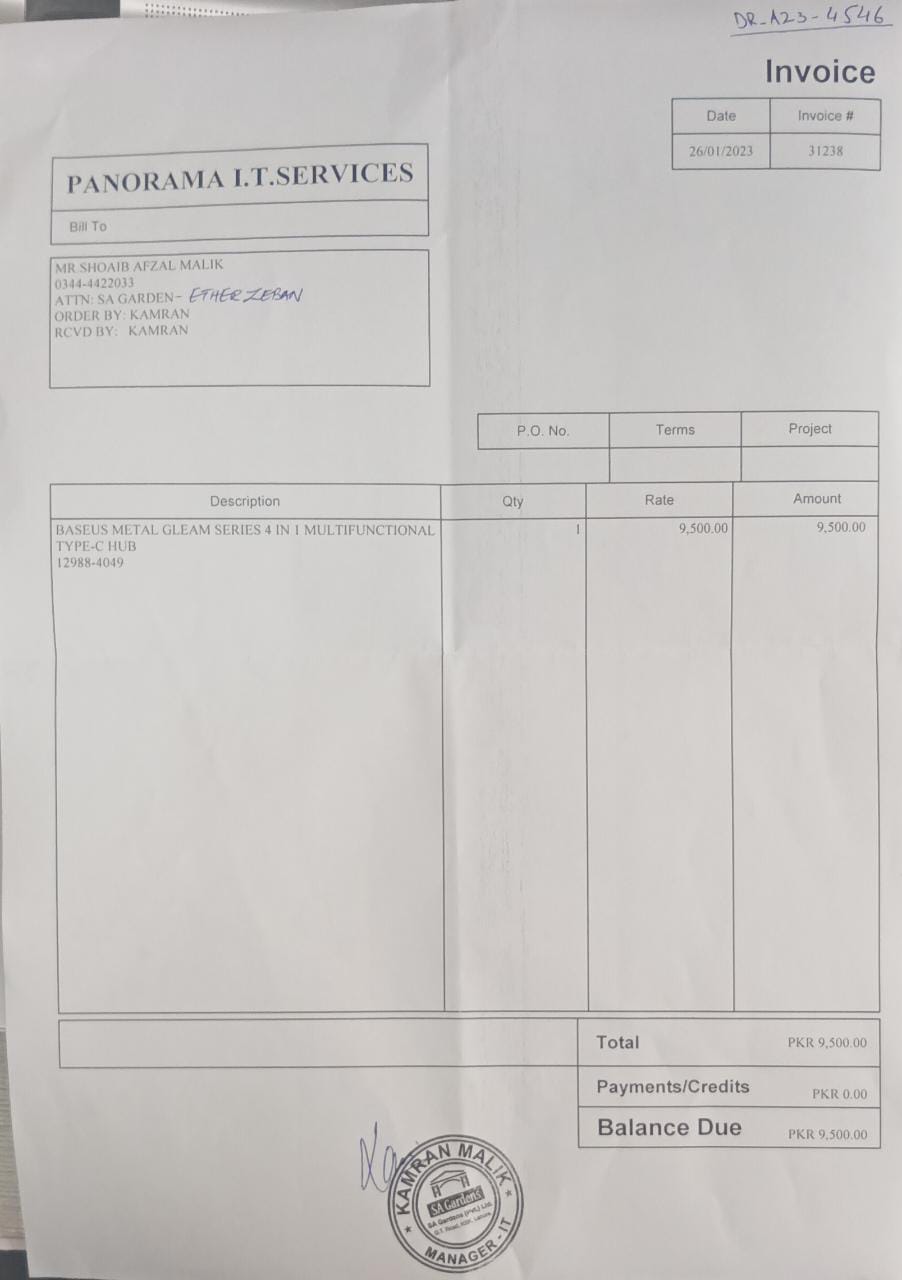 DR-A23-4546
Invoice
Date Invoice #
26/01/2023 31238
PANORAMA I.T.SERVICES
Bill To
MR.SHOAIB AFZAL MALIK
0344-4422033
ATTN: SA GARDEN- ETHER ZEBAN
ORDER BY: KAMRAN
RCVD BY: KAMRAN
P.O. No. Terms Project
Description Qty Rate Amount
BASEUS METAL GLEAM SERIES 4 IN 1 MULTIFUNCTIONAL 1 9,500.00 9,500.00
TYPE-C HUB
12988-4049
Total PKR 9,500.00
Payments/Credits PKR 0.00
Balance Due PKR 9,500.00
KAMRAN MALIK
SA Gardens
SA Gardens (Pvt.) Ltd.
MANAGER - IT